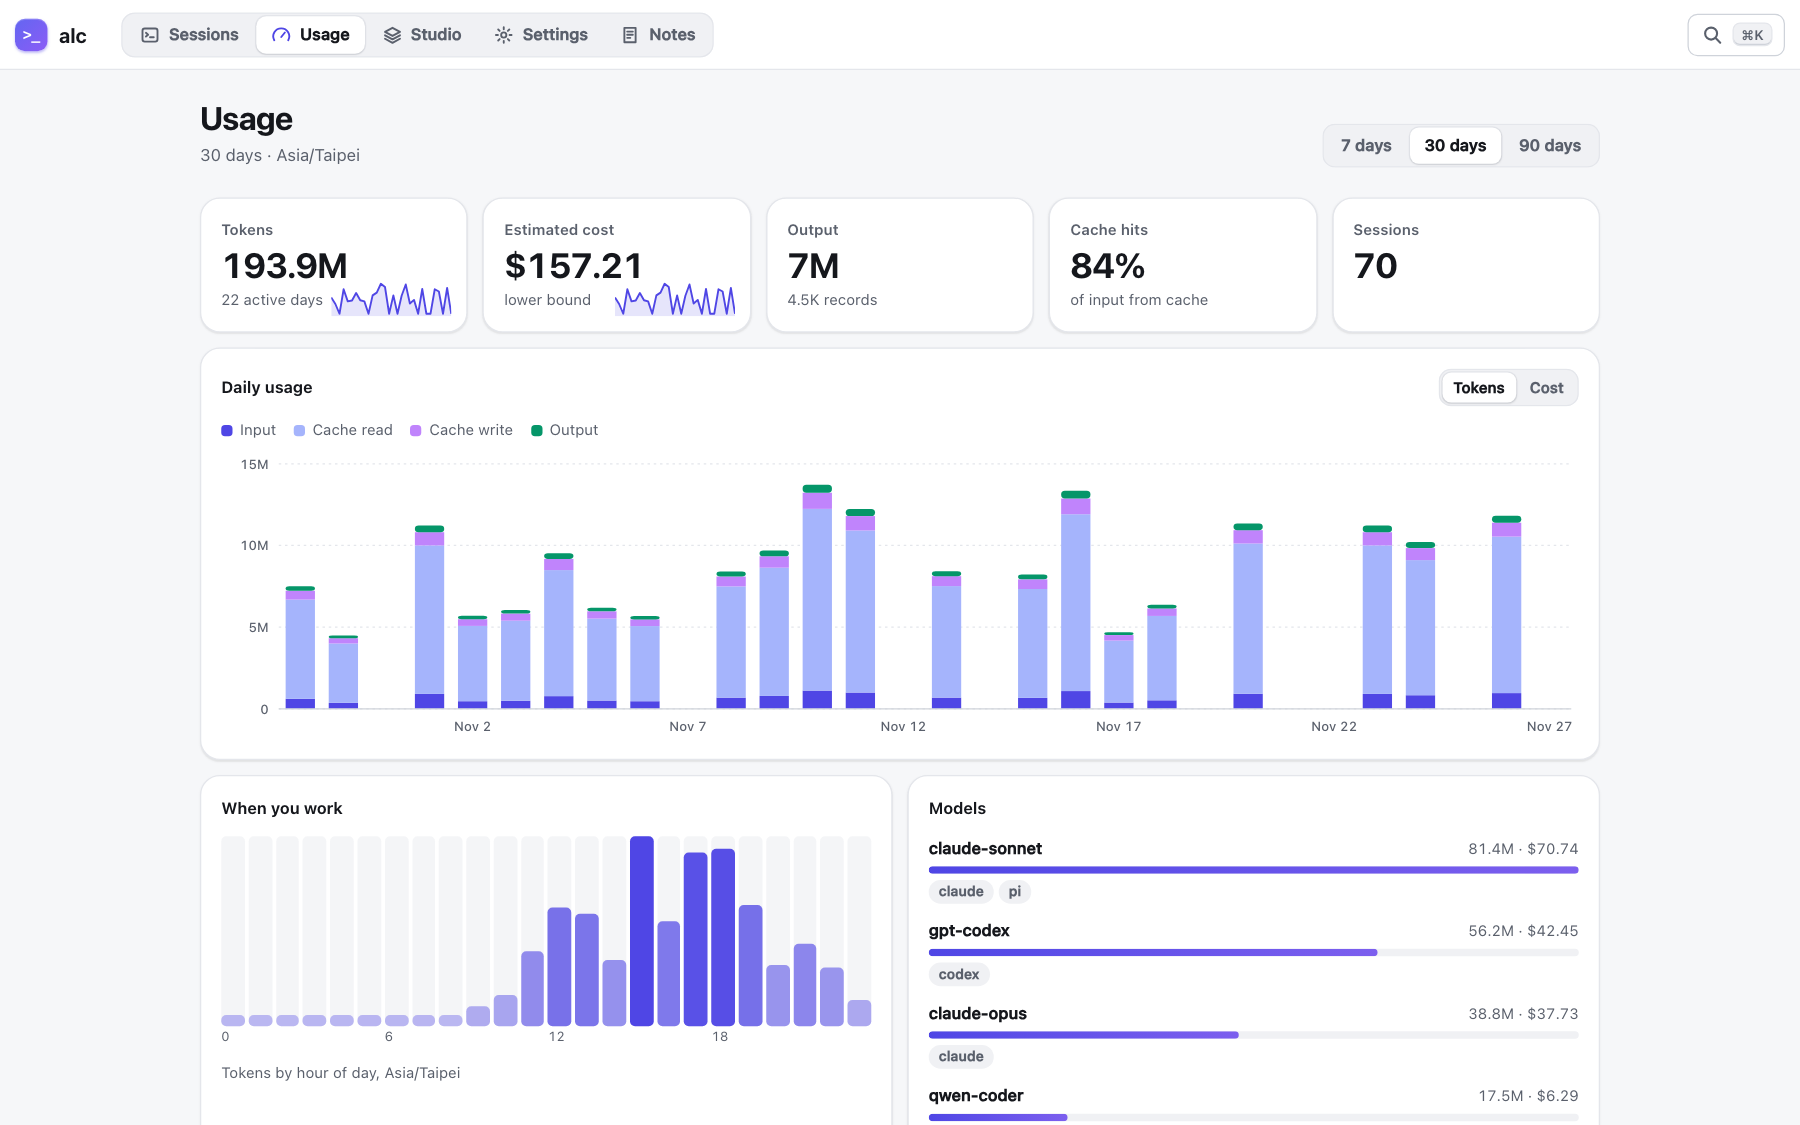 >_ alc Sessions Usage Studio Settings Notes ⌘K
Usage
30 days · Asia/Taipei
7 days 30 days 90 days
Tokens
193.9M
22 active days
Estimated cost
$157.21
lower bound
Output
7M
4.5K records
Cache hits
84%
of input from cache
Sessions
70
Daily usage
Tokens Cost
Input Cache read Cache write Output
15M
10M
5M
0
Nov 2 Nov 7 Nov 12 Nov 17 Nov 22 Nov 27
When you work
0 6 12 18
Tokens by hour of day, Asia/Taipei
Models
claude-sonnet 81.4M · $70.74
claude pi
gpt-codex 56.2M · $42.45
codex
claude-opus 38.8M · $37.73
claude
qwen-coder 17.5M · $6.29